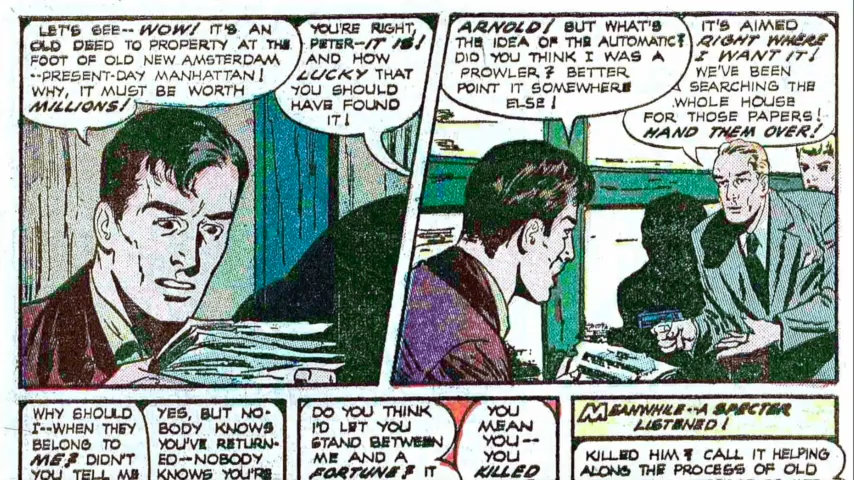 LET'S SEE-- WOW! IT'S AN
OLD DEED TO PROPERTY AT THE
FOOT OF OLD NEW AMSTERDAM
--PRESENT-DAY MANHATTAN!
WHY, IT MUST BE WORTH
MILLIONS!
YOU'RE RIGHT,
PETER--IT IS!
AND HOW
LUCKY THAT
YOU SHOULD
HAVE FOUND
IT!
ARNOLD! BUT WHAT'S
THE IDEA OF THE AUTOMATIC?
DID YOU THINK I WAS A
PROWLER? BETTER
POINT IT SOMEWHERE
ELSE!
IT'S AIMED
RIGHT WHERE
I WANT IT!
WE'VE BEEN
SEARCHING THE
WHOLE HOUSE
FOR THOSE PAPERS!
HAND THEM OVER!
WHY SHOULD
I--WHEN THEY
BELONG TO
ME? DIDN'T
YOU TELL ME
YES, BUT NO-
BODY KNOWS
YOU'VE RETURN-
ED--NOBODY
KNOWS YOU'RE
DO YOU THINK
I'D LET YOU
STAND BETWEEN
ME AND A
FORTUNE? IT
YOU
MEAN
YOU--
YOU
KILLED
MEANWHILE--A SPECTER
LISTENED!
KILLED HIM? CALL IT HELPING
ALONG THE PROCESS OF OLD